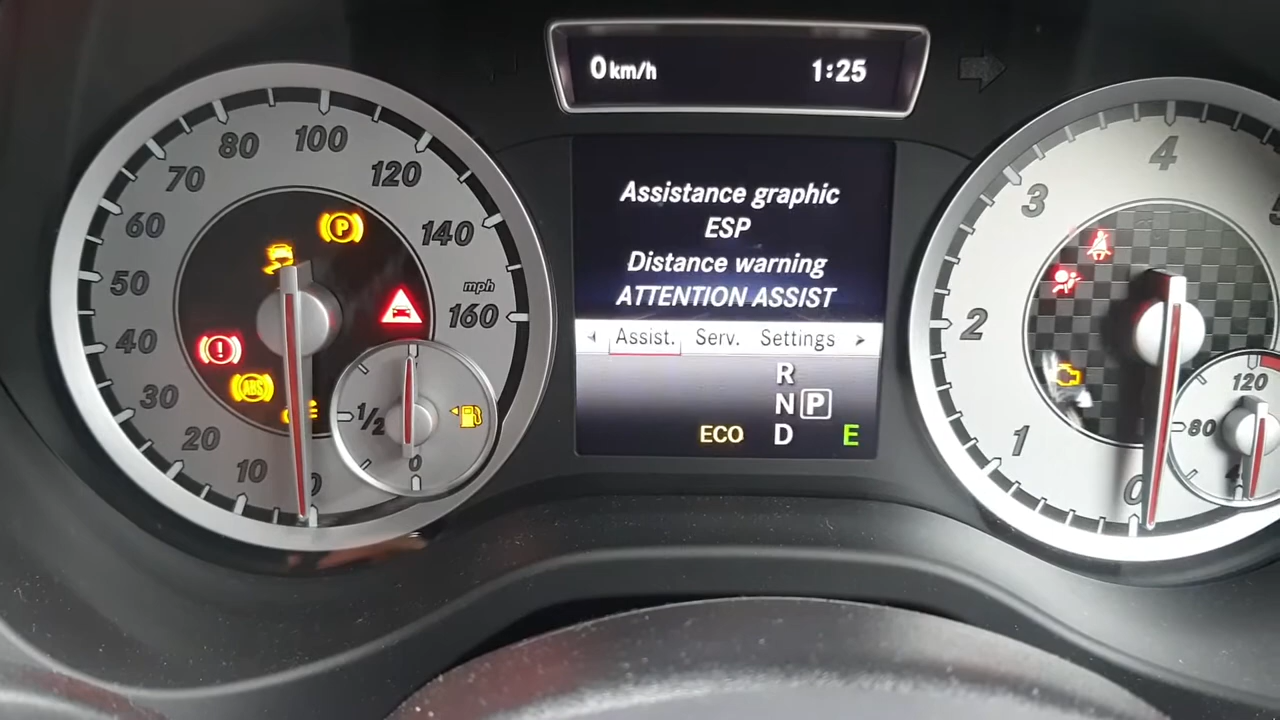 0 km/h 1:25
Assistance graphic
ESP
Distance warning
ATTENTION ASSIST
Assist. Serv. Settings
R
N P
ECO D E
0
10
20
30
40
50
60
70
80
100
120
140
160
mph
P
ABS
1/2
0
0
1
2
3
4
80
120